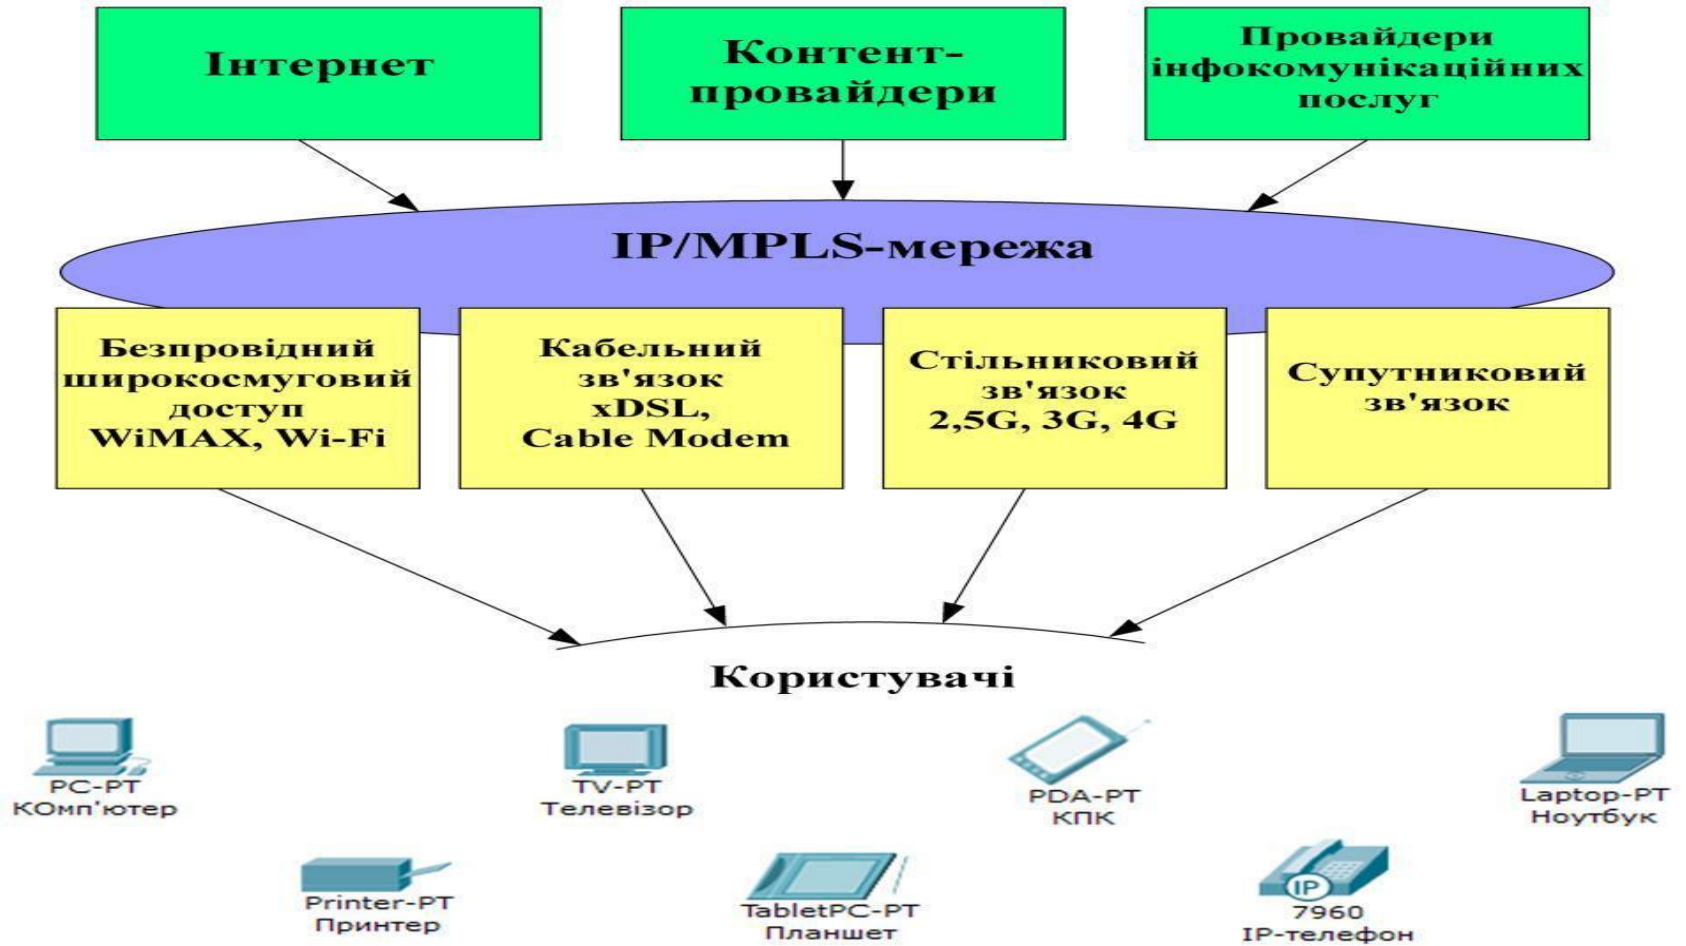 Інтернет
Контент-
провайдери
Провайдери
інфокомунікаційних
послуг
IP/MPLS-мережа
Безпровідний
широкосмуговий
доступ
WiMAX, Wi-Fi
Кабельний
зв'язок
xDSL,
Cable Modem
Стільниковий
зв'язок
2,5G, 3G, 4G
Супутниковий
зв'язок
Користувачі
PC-PT
КОмп'ютер
TV-PT
Телевізор
PDA-PT
КПК
Laptop-PT
Ноутбук
Printer-PT
Принтер
TabletPC-PT
Планшет
IP
7960
IP-телефон